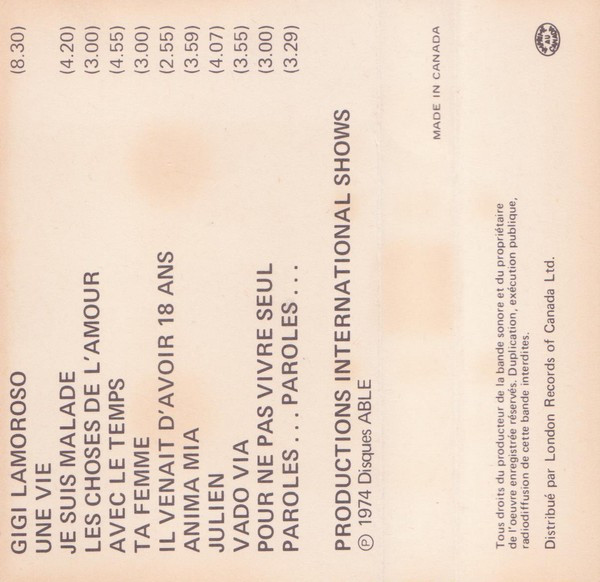 GIGI LAMOROSO (8.30)
UNE VIE
JE SUIS MALADE (4.20)
LES CHOSES DE L'AMOUR (3.00)
AVEC LE TEMPS (4.55)
TA FEMME (3.00)
IL VENAIT D'AVOIR 18 ANS (2.55)
ANIMA MIA (3.59)
JULIEN (4.07)
VADO VIA (3.55)
POUR NE PAS VIVRE SEUL (3.00)
PAROLES . . . PAROLES . . . (3.29)
PRODUCTIONS INTERNATIONAL SHOWS
Ⓟ 1974 Disques ABLE
MADE IN CANADA
Tous droits du producteur de la bande sonore et du propriétaire
de l'oeuvre enregistrée réservés. Duplication, exécution publique,
radiodiffusion de cette bande interdites.
Distribué par London Records of Canada Ltd.
AU
CANADA